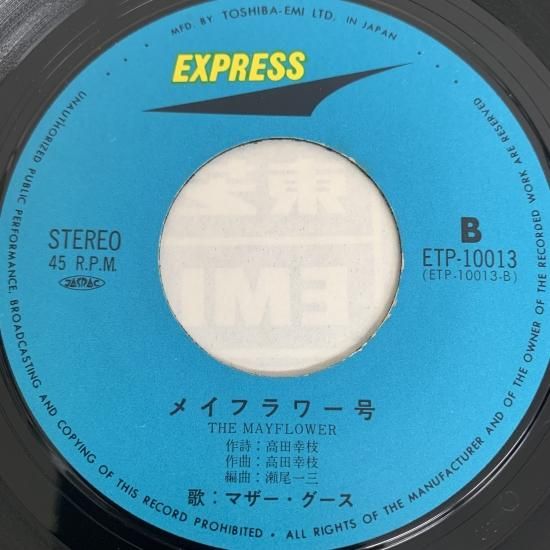 MFD. BY TOSHIBA-EMI LTD. IN JAPAN
EXPRESS
STEREO
45 R.P.M.
JASRAC
B
ETP-10013
(ETP-10013-B)
東芝
EMI
メイフラワー号
THE MAYFLOWER
作詩:高田幸枝
作曲:高田幸枝
編曲:瀬尾一三
歌:マザー・グース
UNAUTHORIZED PUBLIC PERFORMANCE, BROADCASTING AND COPYING OF THIS RECORD PROHIBITED • ALL RIGHTS OF THE MANUFACTURER AND OF THE OWNER OF THE RECORDED WORK ARE RESERVED